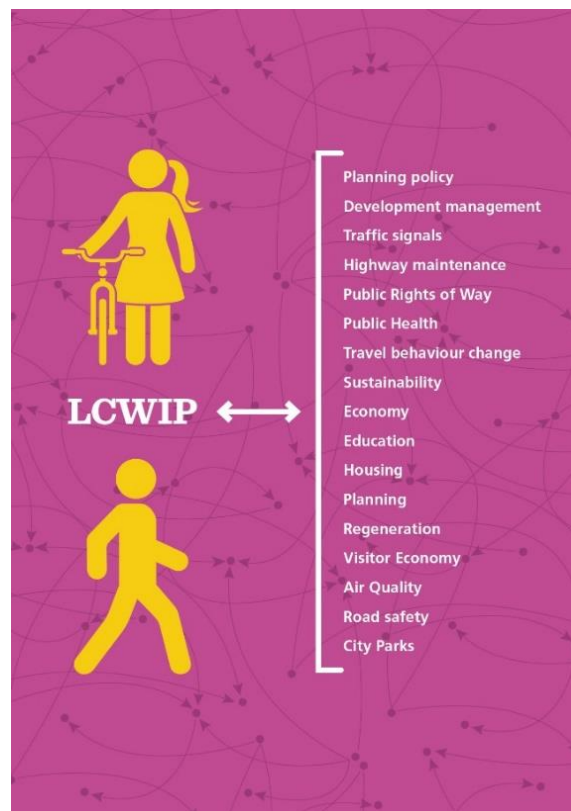 LCWIP
Planning policy
Development management
Traffic signals
Highway maintenance
Public Rights of Way
Public Health
Travel behaviour change
Sustainability
Economy
Education
Housing
Planning
Regeneration
Visitor Economy
Air Quality
Road safety
City Parks